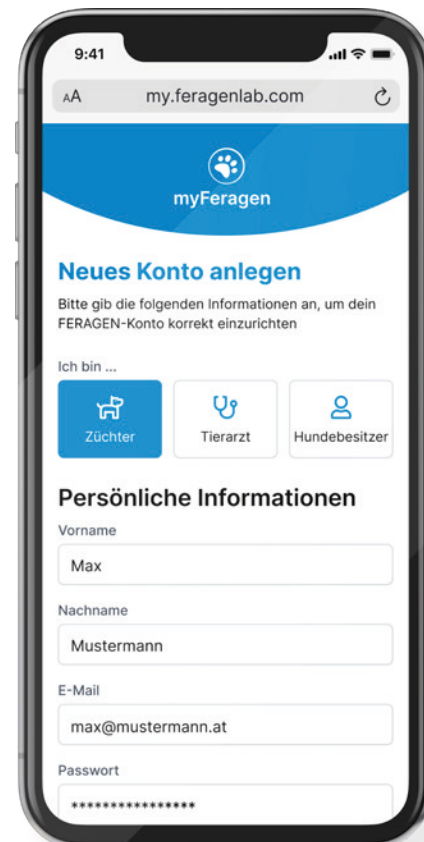 9:41
AA my.feragenlab.com
myFeragen
Neues Konto anlegen
Bitte gib die folgenden Informationen an, um dein
FERAGEN-Konto korrekt einzurichten
Ich bin ...
Züchter Tierarzt Hundebesitzer
Persönliche Informationen
Vorname
Max
Nachname
Mustermann
E-Mail
max@mustermann.at
Passwort
****************